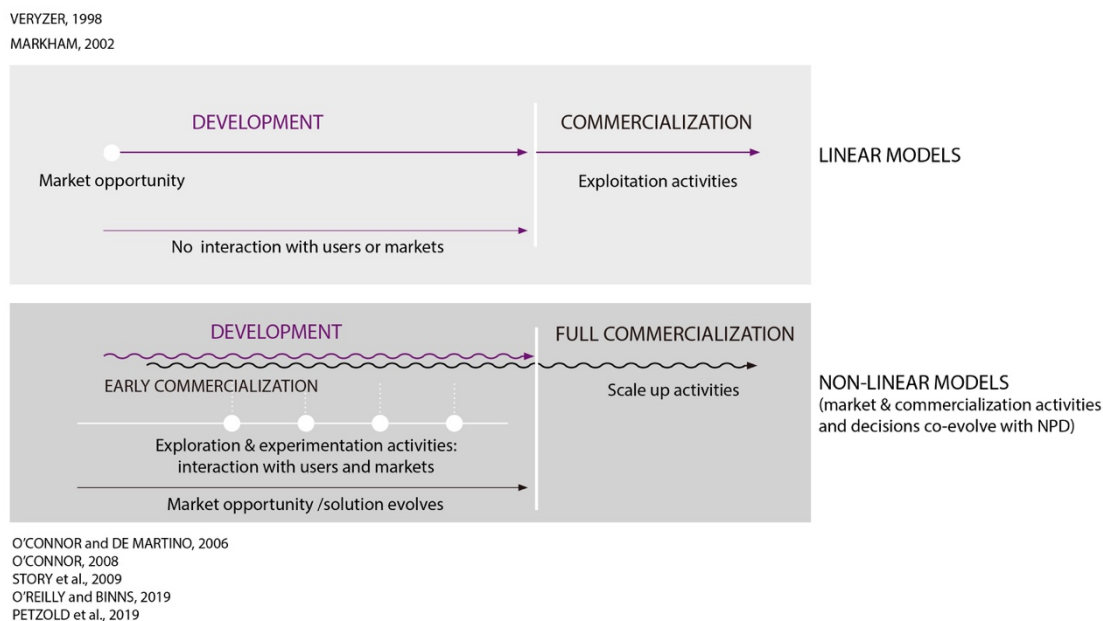 VERYZER, 1998
MARKHAM, 2002
DEVELOPMENT
COMMERCIALIZATION
LINEAR MODELS
Market opportunity
Exploitation activities
No interaction with users or markets
DEVELOPMENT
FULL COMMERCIALIZATION
EARLY COMMERCIALIZATION
Scale up activities
NON-LINEAR MODELS
(market & commercialization activities
and decisions co-evolve with NPD)
Exploration & experimentation activities:
interaction with users and markets
Market opportunity /solution evolves
O'CONNOR and DE MARTINO, 2006
O'CONNOR, 2008
STORY et al., 2009
O'REILLY and BINNS, 2019
PETZOLD et al., 2019